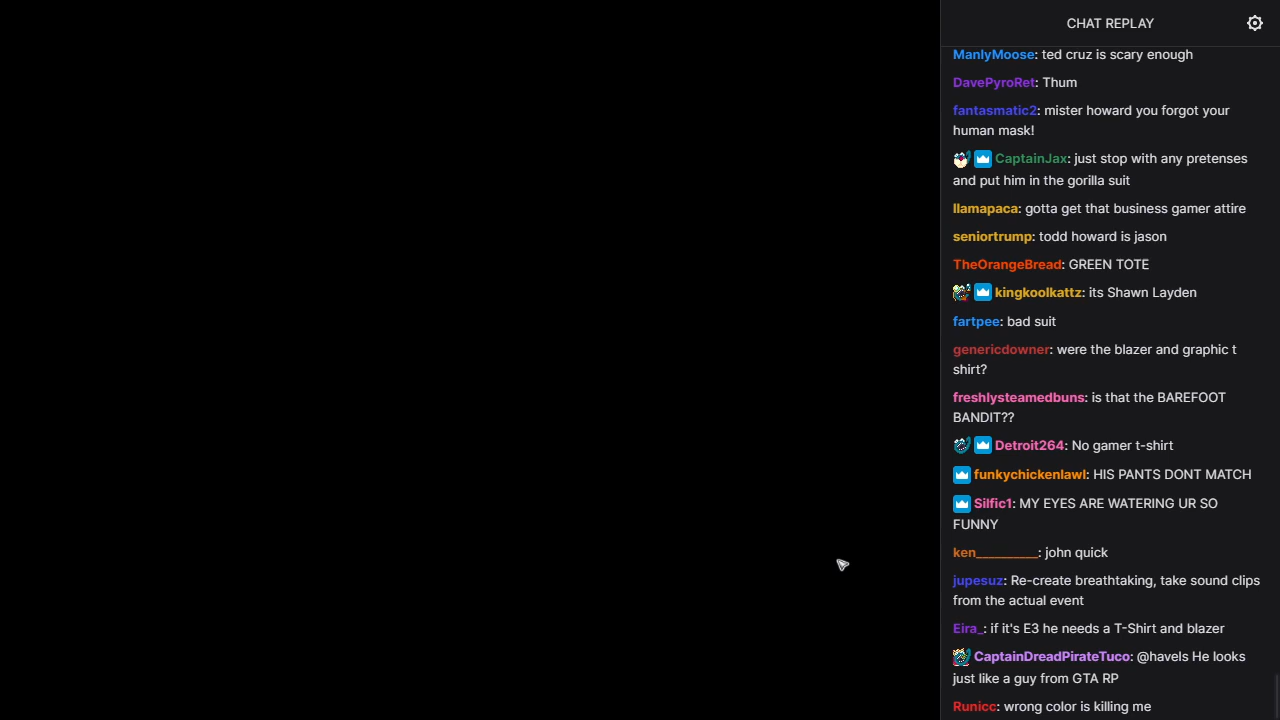 CHAT REPLAY
ManlyMoose: ted cruz is scary enough
DavePyroRet: Thum
fantasmatic2: mister howard you forgot your
human mask!
CaptainJax: just stop with any pretenses
and put him in the gorilla suit
llamapaca: gotta get that business gamer attire
seniortrump: todd howard is jason
TheOrangeBread: GREEN TOTE
kingkoolkattz: its Shawn Layden
fartpee: bad suit
genericdowner: were the blazer and graphic t
shirt?
freshlysteamedbuns: is that the BAREFOOT
BANDIT??
Detroit264: No gamer t-shirt
funkychickenlawl: HIS PANTS DONT MATCH
Silfic1: MY EYES ARE WATERING UR SO
FUNNY
ken__________: john quick
jupesuz: Re-create breathtaking, take sound clips
from the actual event
Eira_: if it's E3 he needs a T-Shirt and blazer
CaptainDreadPirateTuco: @havels He looks
just like a guy from GTA RP
Runicc: wrong color is killing me